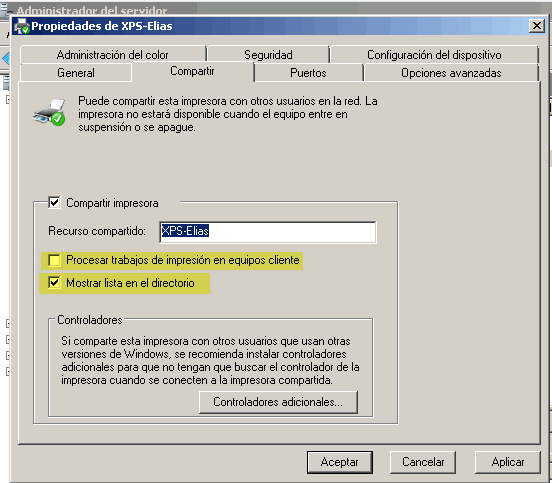 Administrador del servidor
Propiedades de XPS-Elias
Administración del color
Seguridad
Configuración del dispositivo
General
Compartir
Puertos
Opciones avanzadas
Puede compartir esta impresora con otros usuarios en la red. La
impresora no estará disponible cuando el equipo entre en
suspensión o se apague.
Compartir impresora
Recurso compartido: XPS-Elias
Procesar trabajos de impresión en equipos cliente
Mostrar lista en el directorio
Controladores
Si comparte esta impresora con otros usuarios que usan otras
versiones de Windows, se recomienda instalar controladores
adicionales para que no tengan que buscar el controlador de la
impresora cuando se conecten a la impresora compartida.
Controladores adicionales...
Aceptar
Cancelar
Aplicar